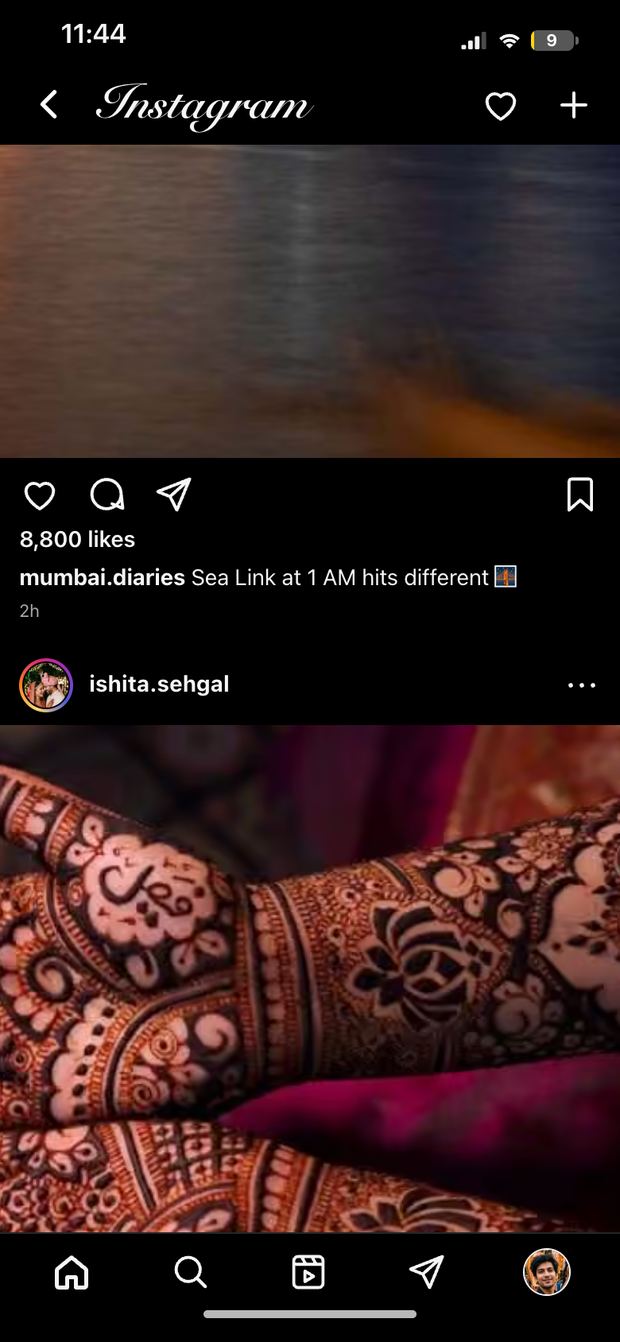 11:44
9
Instagram
8,800 likes
mumbai.diaries Sea Link at 1 AM hits different 🌉
2h
ishita.sehgal